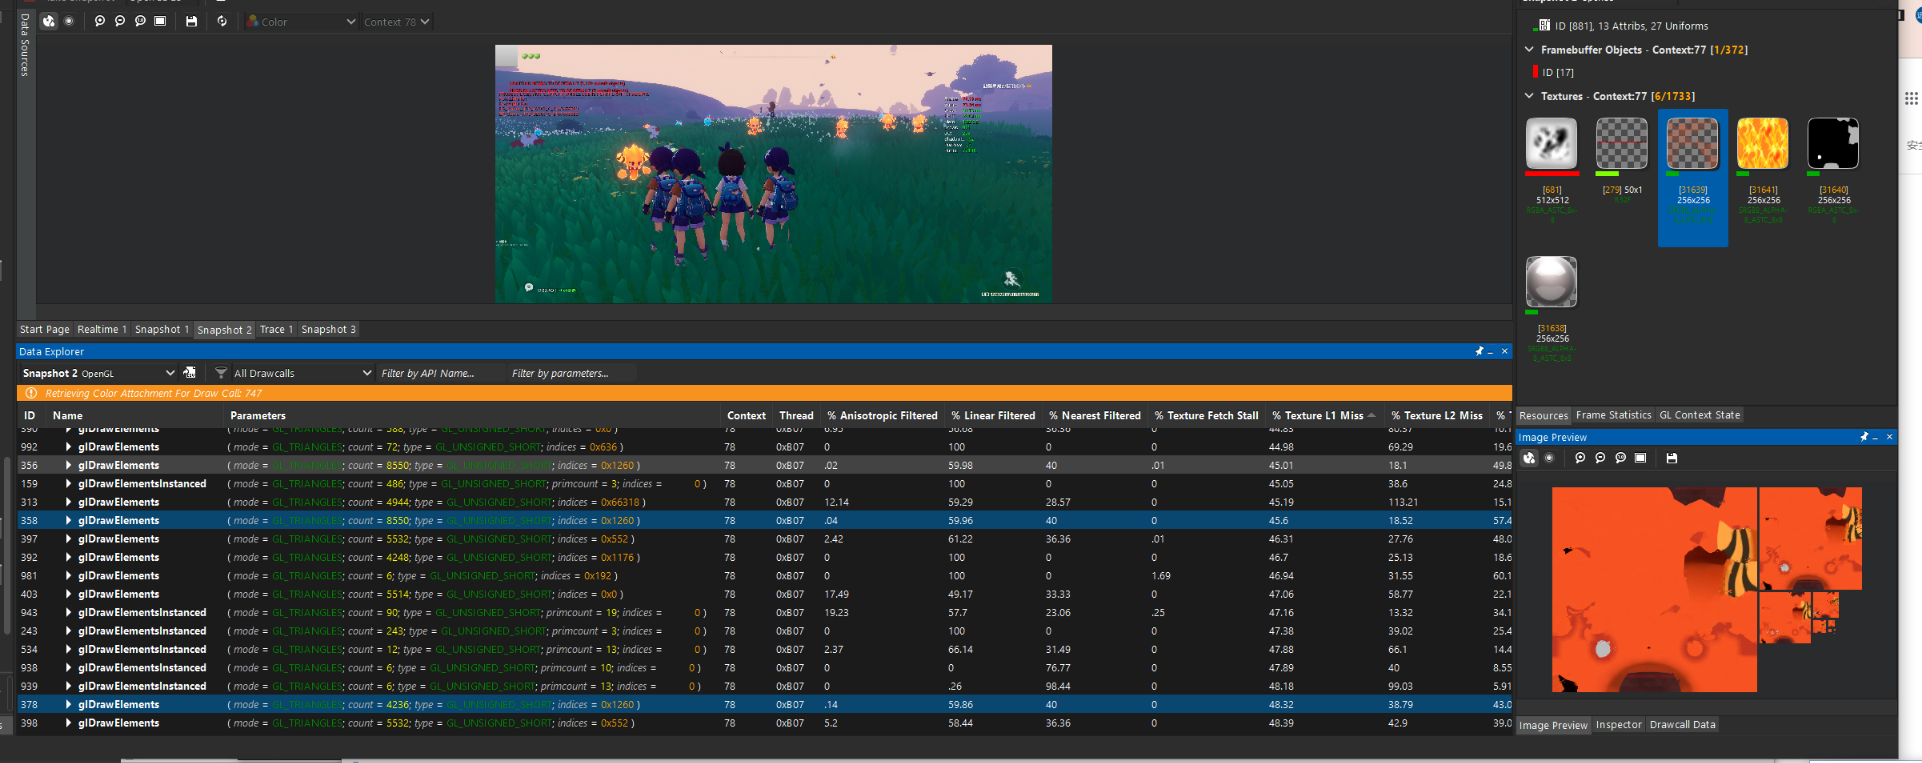 Data Sources
Color
Context 78
Start Page
Realtime 1
Snapshot 1
Snapshot 2
Trace 1
Snapshot 3
Data Explorer
Snapshot 2 OpenGL
All Drawcalls
Filter by API Name...
Filter by parameters...
Retrieving Color Attachment For Draw Call: 747
ID Name Parameters Context Thread % Anisotropic Filtered % Linear Filtered % Nearest Filtered % Texture Fetch Stall % Texture L1 Miss % Texture L2 Miss
992 glDrawElements ( mode = GL_TRIANGLES; count = 72; type = GL_UNSIGNED_SHORT; indices = 0x636 ) 78 0xB07 0 100 0 0 44.98 69.29 19.6
356 glDrawElements ( mode = GL_TRIANGLES; count = 8550; type = GL_UNSIGNED_SHORT; indices = 0x1260 ) 78 0xB07 .02 59.98 40 .01 45.01 18.1 49.8
159 glDrawElementsInstanced ( mode = GL_TRIANGLES; count = 486; type = GL_UNSIGNED_SHORT; primcount = 3; indices = 0 ) 78 0xB07 0 100 0 0 45.05 38.6 24.8
313 glDrawElements ( mode = GL_TRIANGLES; count = 4944; type = GL_UNSIGNED_SHORT; indices = 0x66318 ) 78 0xB07 12.14 59.29 28.57 0 45.19 113.21 15.1
358 glDrawElements ( mode = GL_TRIANGLES; count = 8550; type = GL_UNSIGNED_SHORT; indices = 0x1260 ) 78 0xB07 .04 59.96 40 0 45.6 18.52 57.4
397 glDrawElements ( mode = GL_TRIANGLES; count = 5532; type = GL_UNSIGNED_SHORT; indices = 0x552 ) 78 0xB07 2.42 61.22 36.36 .01 46.31 27.76 48.0
392 glDrawElements ( mode = GL_TRIANGLES; count = 4248; type = GL_UNSIGNED_SHORT; indices = 0x1176 ) 78 0xB07 0 100 0 0 46.7 25.13 18.6
981 glDrawElements ( mode = GL_TRIANGLES; count = 6; type = GL_UNSIGNED_SHORT; indices = 0x192 ) 78 0xB07 0 100 0 1.69 46.94 31.55 60.1
403 glDrawElements ( mode = GL_TRIANGLES; count = 5514; type = GL_UNSIGNED_SHORT; indices = 0x0 ) 78 0xB07 17.49 49.17 33.33 0 47.06 58.77 22.1
943 glDrawElementsInstanced ( mode = GL_TRIANGLES; count = 90; type = GL_UNSIGNED_SHORT; primcount = 19; indices = 0 ) 78 0xB07 19.23 57.7 23.06 .25 47.16 13.32 34.1
243 glDrawElementsInstanced ( mode = GL_TRIANGLES; count = 243; type = GL_UNSIGNED_SHORT; primcount = 3; indices = 0 ) 78 0xB07 0 100 0 0 47.38 39.02 25.4
534 glDrawElementsInstanced ( mode = GL_TRIANGLES; count = 12; type = GL_UNSIGNED_SHORT; primcount = 13; indices = 0 ) 78 0xB07 2.37 66.14 31.49 0 47.88 66.1 14.4
938 glDrawElementsInstanced ( mode = GL_TRIANGLES; count = 6; type = GL_UNSIGNED_SHORT; primcount = 10; indices = 0 ) 78 0xB07 0 0 76.77 0 47.89 40 8.55
939 glDrawElementsInstanced ( mode = GL_TRIANGLES; count = 6; type = GL_UNSIGNED_SHORT; primcount = 13; indices = 0 ) 78 0xB07 0 .26 98.44 0 48.18 99.03 5.91
378 glDrawElements ( mode = GL_TRIANGLES; count = 4236; type = GL_UNSIGNED_SHORT; indices = 0x1260 ) 78 0xB07 .14 59.86 40 0 48.32 38.79 43.0
398 glDrawElements ( mode = GL_TRIANGLES; count = 5532; type = GL_UNSIGNED_SHORT; indices = 0x552 ) 78 0xB07 5.2 58.44 36.36 0 48.39 42.9 39.0
ID [881], 13 Attribs, 27 Uniforms
Framebuffer Objects - Context:77 [1/372]
ID [17]
Textures - Context:77 [6/1733]
[681] 512x512
[279] 50x1
[31639] 256x256
[31641] 256x256
[31640] 256x256
[31638] 256x256
Resources
Frame Statistics
GL Context State
Image Preview
Image Preview
Inspector
Drawcall Data